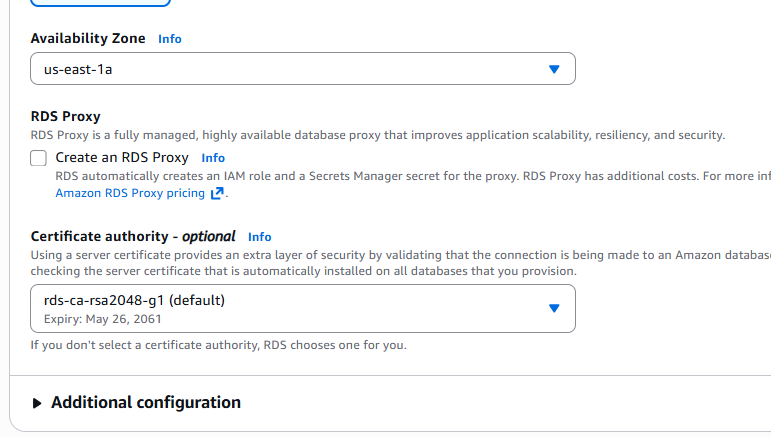 Availability Zone Info
us-east-1a
RDS Proxy
RDS Proxy is a fully managed, highly available database proxy that improves application scalability, resiliency, and security.
Create an RDS Proxy Info
RDS automatically creates an IAM role and a Secrets Manager secret for the proxy. RDS Proxy has additional costs. For more inf
Amazon RDS Proxy pricing .
Certificate authority - optional Info
Using a server certificate provides an extra layer of security by validating that the connection is being made to an Amazon database
checking the server certificate that is automatically installed on all databases that you provision.
rds-ca-rsa2048-g1 (default)
Expiry: May 26, 2061
If you don't select a certificate authority, RDS chooses one for you.
Additional configuration